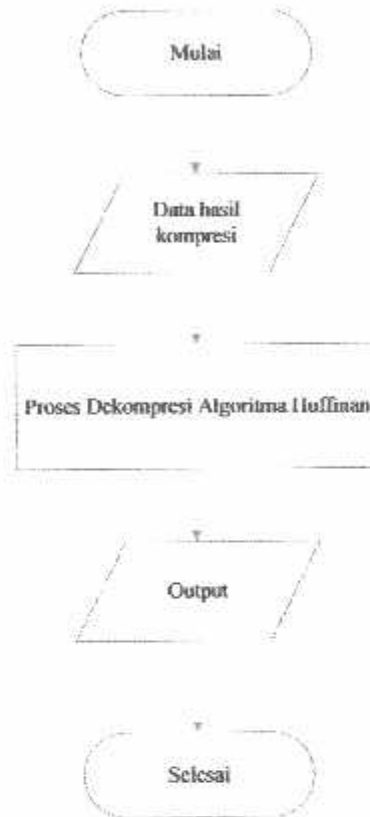 Mulai
Data hasil
kompresi
Proses Dekompresi Algoritma Huffman
Output
Selesai